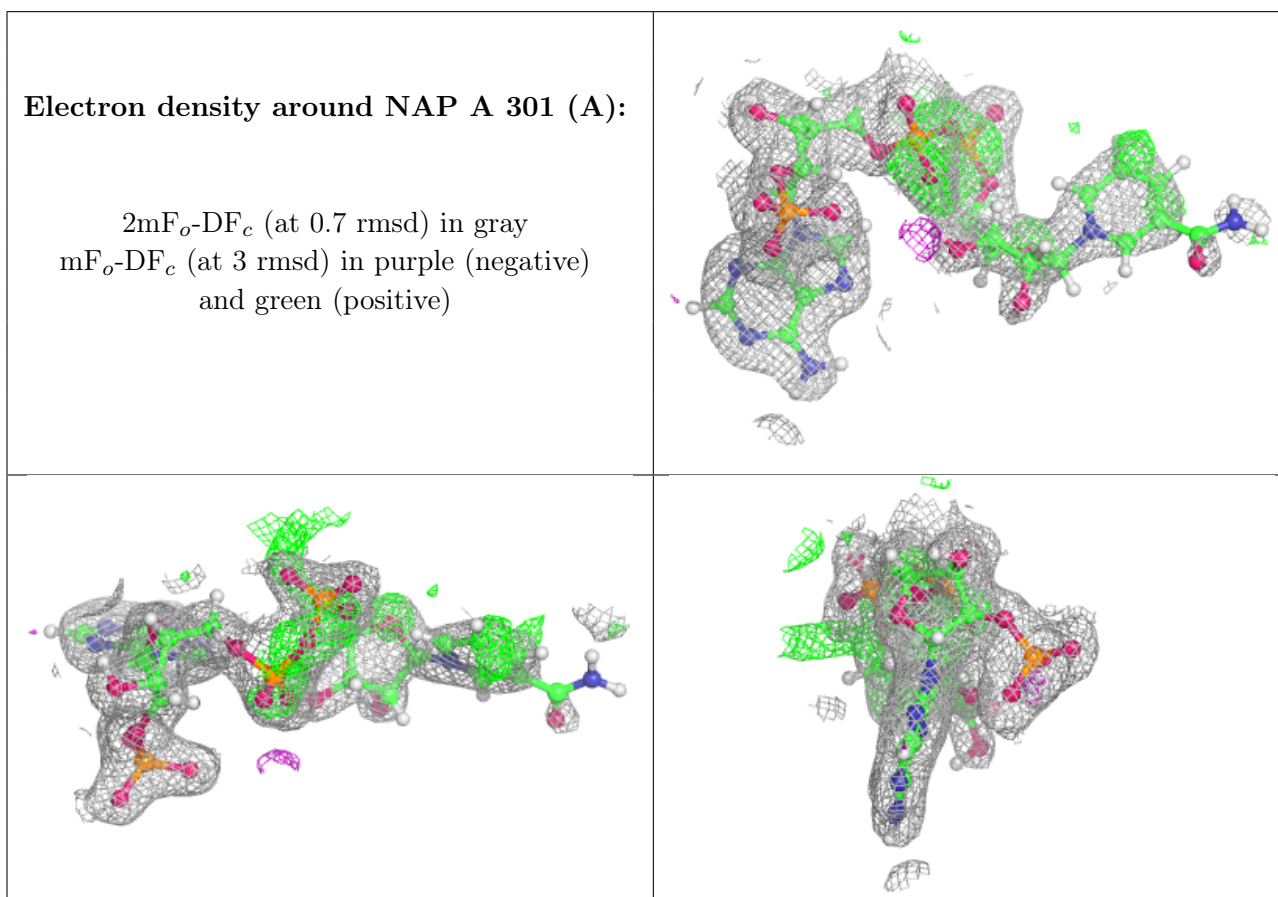 Electron density around NAP A 301 (A):
2mFo-DFc (at 0.7 rmsd) in gray
mFo-DFc (at 3 rmsd) in purple (negative)
and green (positive)